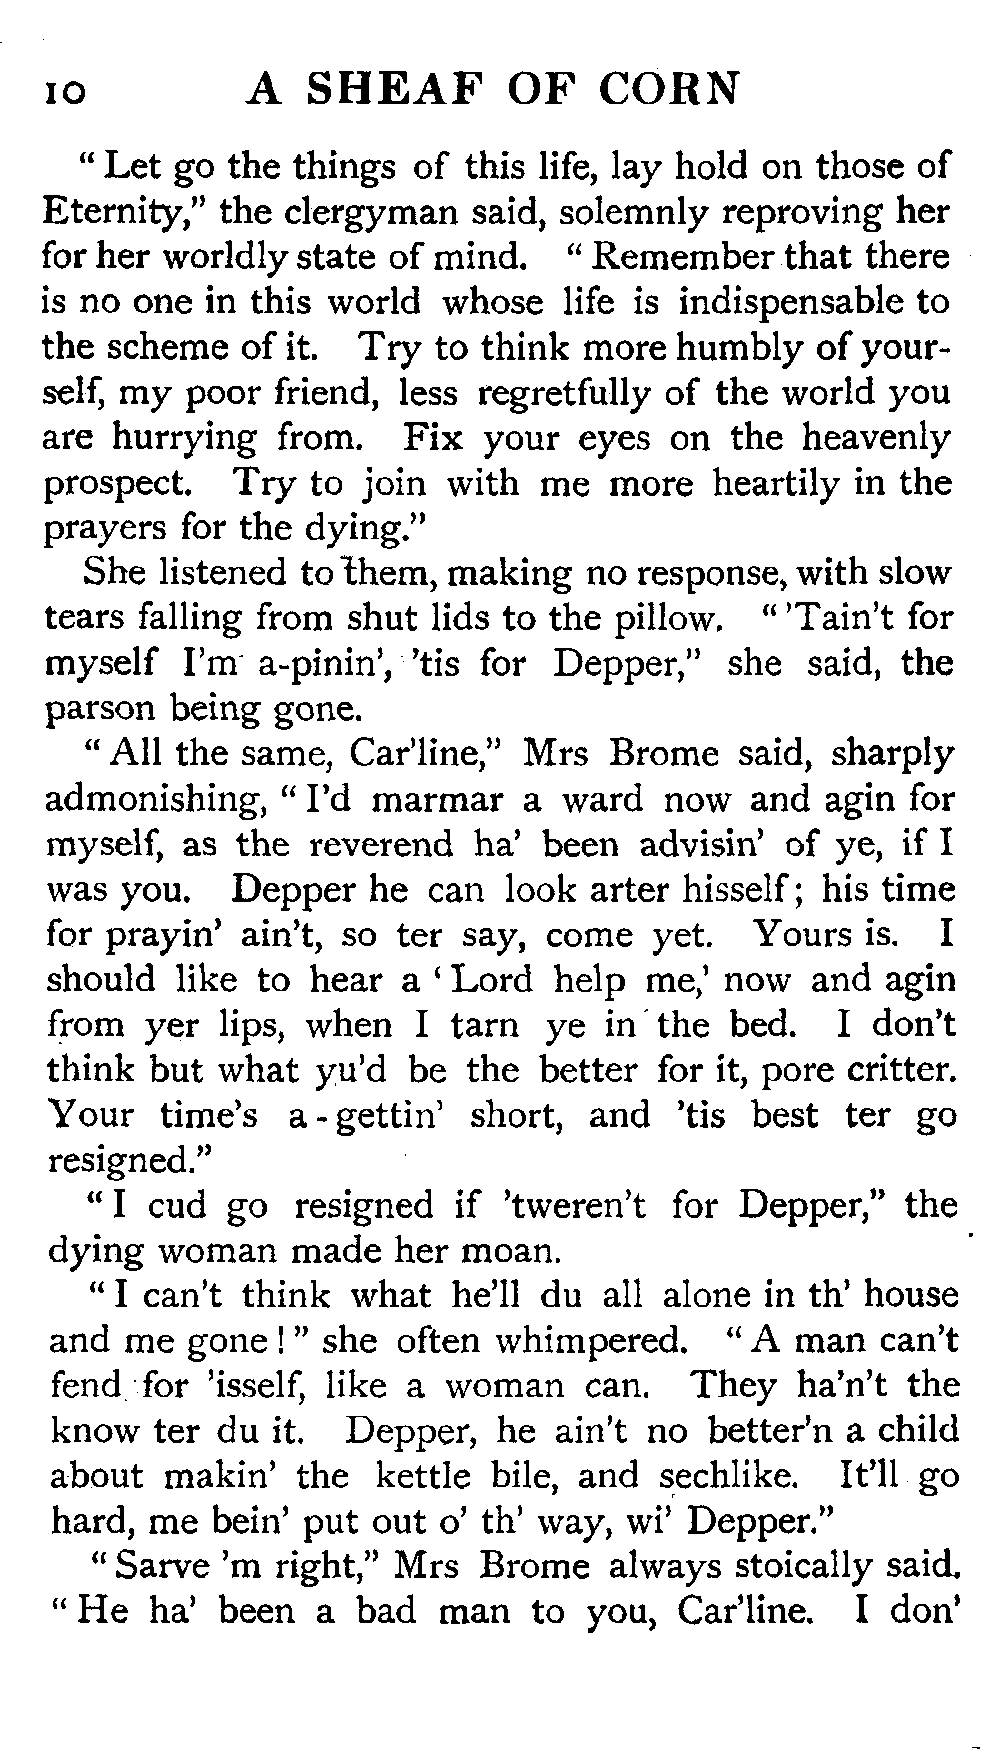 10 A SHEAF OF CORN
“ Let go the things of this life, lay hold on those of
Eternity,” the clergyman said, solemnly reproving her
for her worldly state of mind. “ Remember that there
is no one in this world whose life is indispensable to
the scheme of it. Try to think more humbly of your-
self, my poor friend, less regretfully of the world you
are hurrying from. Fix your eyes on the heavenly
prospect. Try to join with me more heartily in the
prayers for the dying.”
She listened to them, making no response, with slow
tears falling from shut lids to the pillow. “ ’Tain’t for
myself I’m a-pinin’, ’tis for Depper,” she said, the
parson being gone.
“ All the same, Car’line,” Mrs Brome said, sharply
admonishing, “ I’d marmar a ward now and agin for
myself, as the reverend ha’ been advisin’ of ye, if I
was you. Depper he can look arter hisself ; his time
for prayin’ ain’t, so ter say, come yet. Yours is. I
should like to hear a ‘ Lord help me,’ now and agin
from yer lips, when I tarn ye in the bed. I don’t
think but what yu’d be the better for it, pore critter.
Your time’s a - gettin’ short, and ’tis best ter go
resigned.”
“ I cud go resigned if ’tweren’t for Depper,” the
dying woman made her moan.
“ I can’t think what he’ll du all alone in th’ house
and me gone ! ” she often whimpered. “ A man can’t
fend for ’isself, like a woman can. They ha’n’t the
know ter du it. Depper, he ain’t no better’n a child
about makin’ the kettle bile, and sechlike. It’ll go
hard, me bein’ put out o’ th’ way, wi’ Depper.”
“ Sarve ’m right,” Mrs Brome always stoically said.
“ He ha’ been a bad man to you, Car’line. I don’